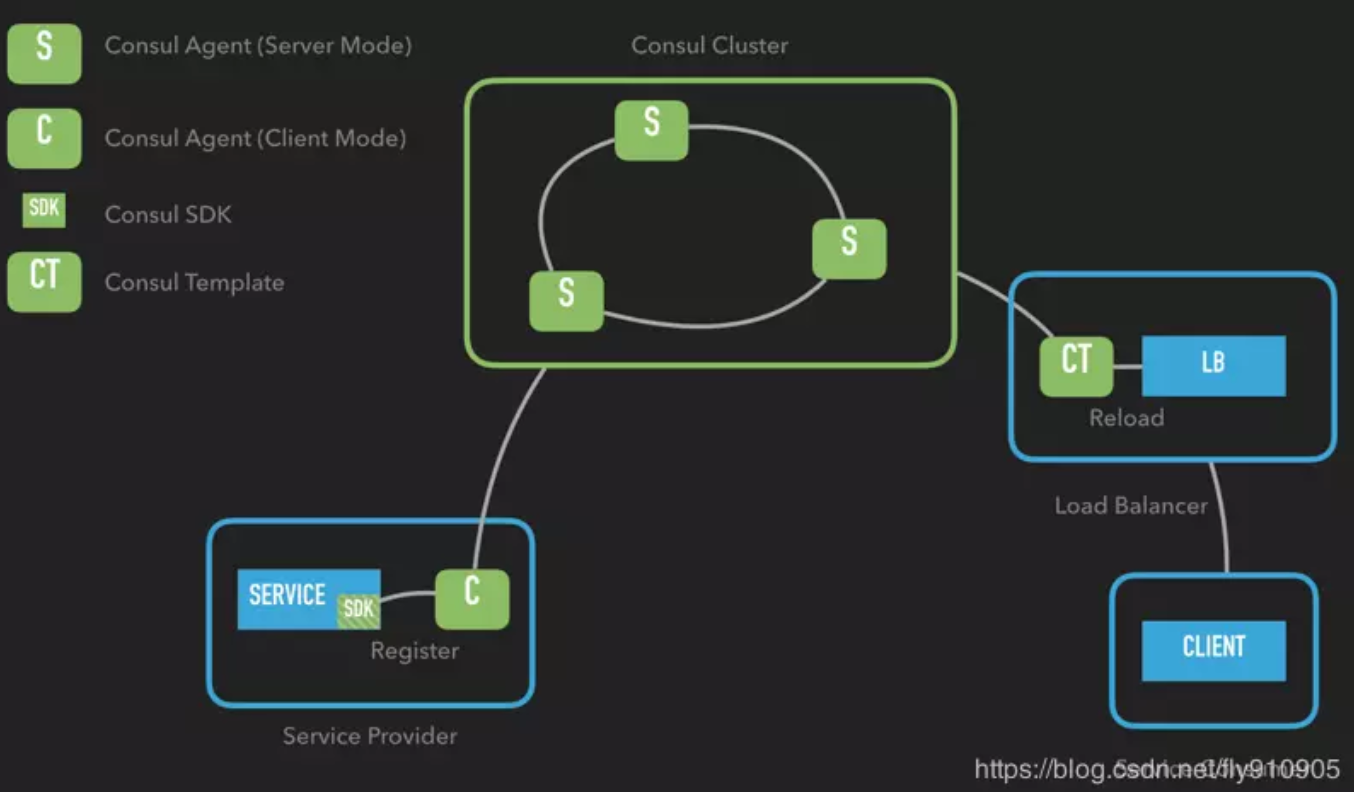 S
Consul Agent (Server Mode)
C
Consul Agent (Client Mode)
SDK
Consul SDK
CT
Consul Template
Consul Cluster
S
S
S
CT
LB
Reload
Load Balancer
SERVICE
SDK
C
Register
Service Provider
CLIENT
https://blog.csdn.net/fly910905